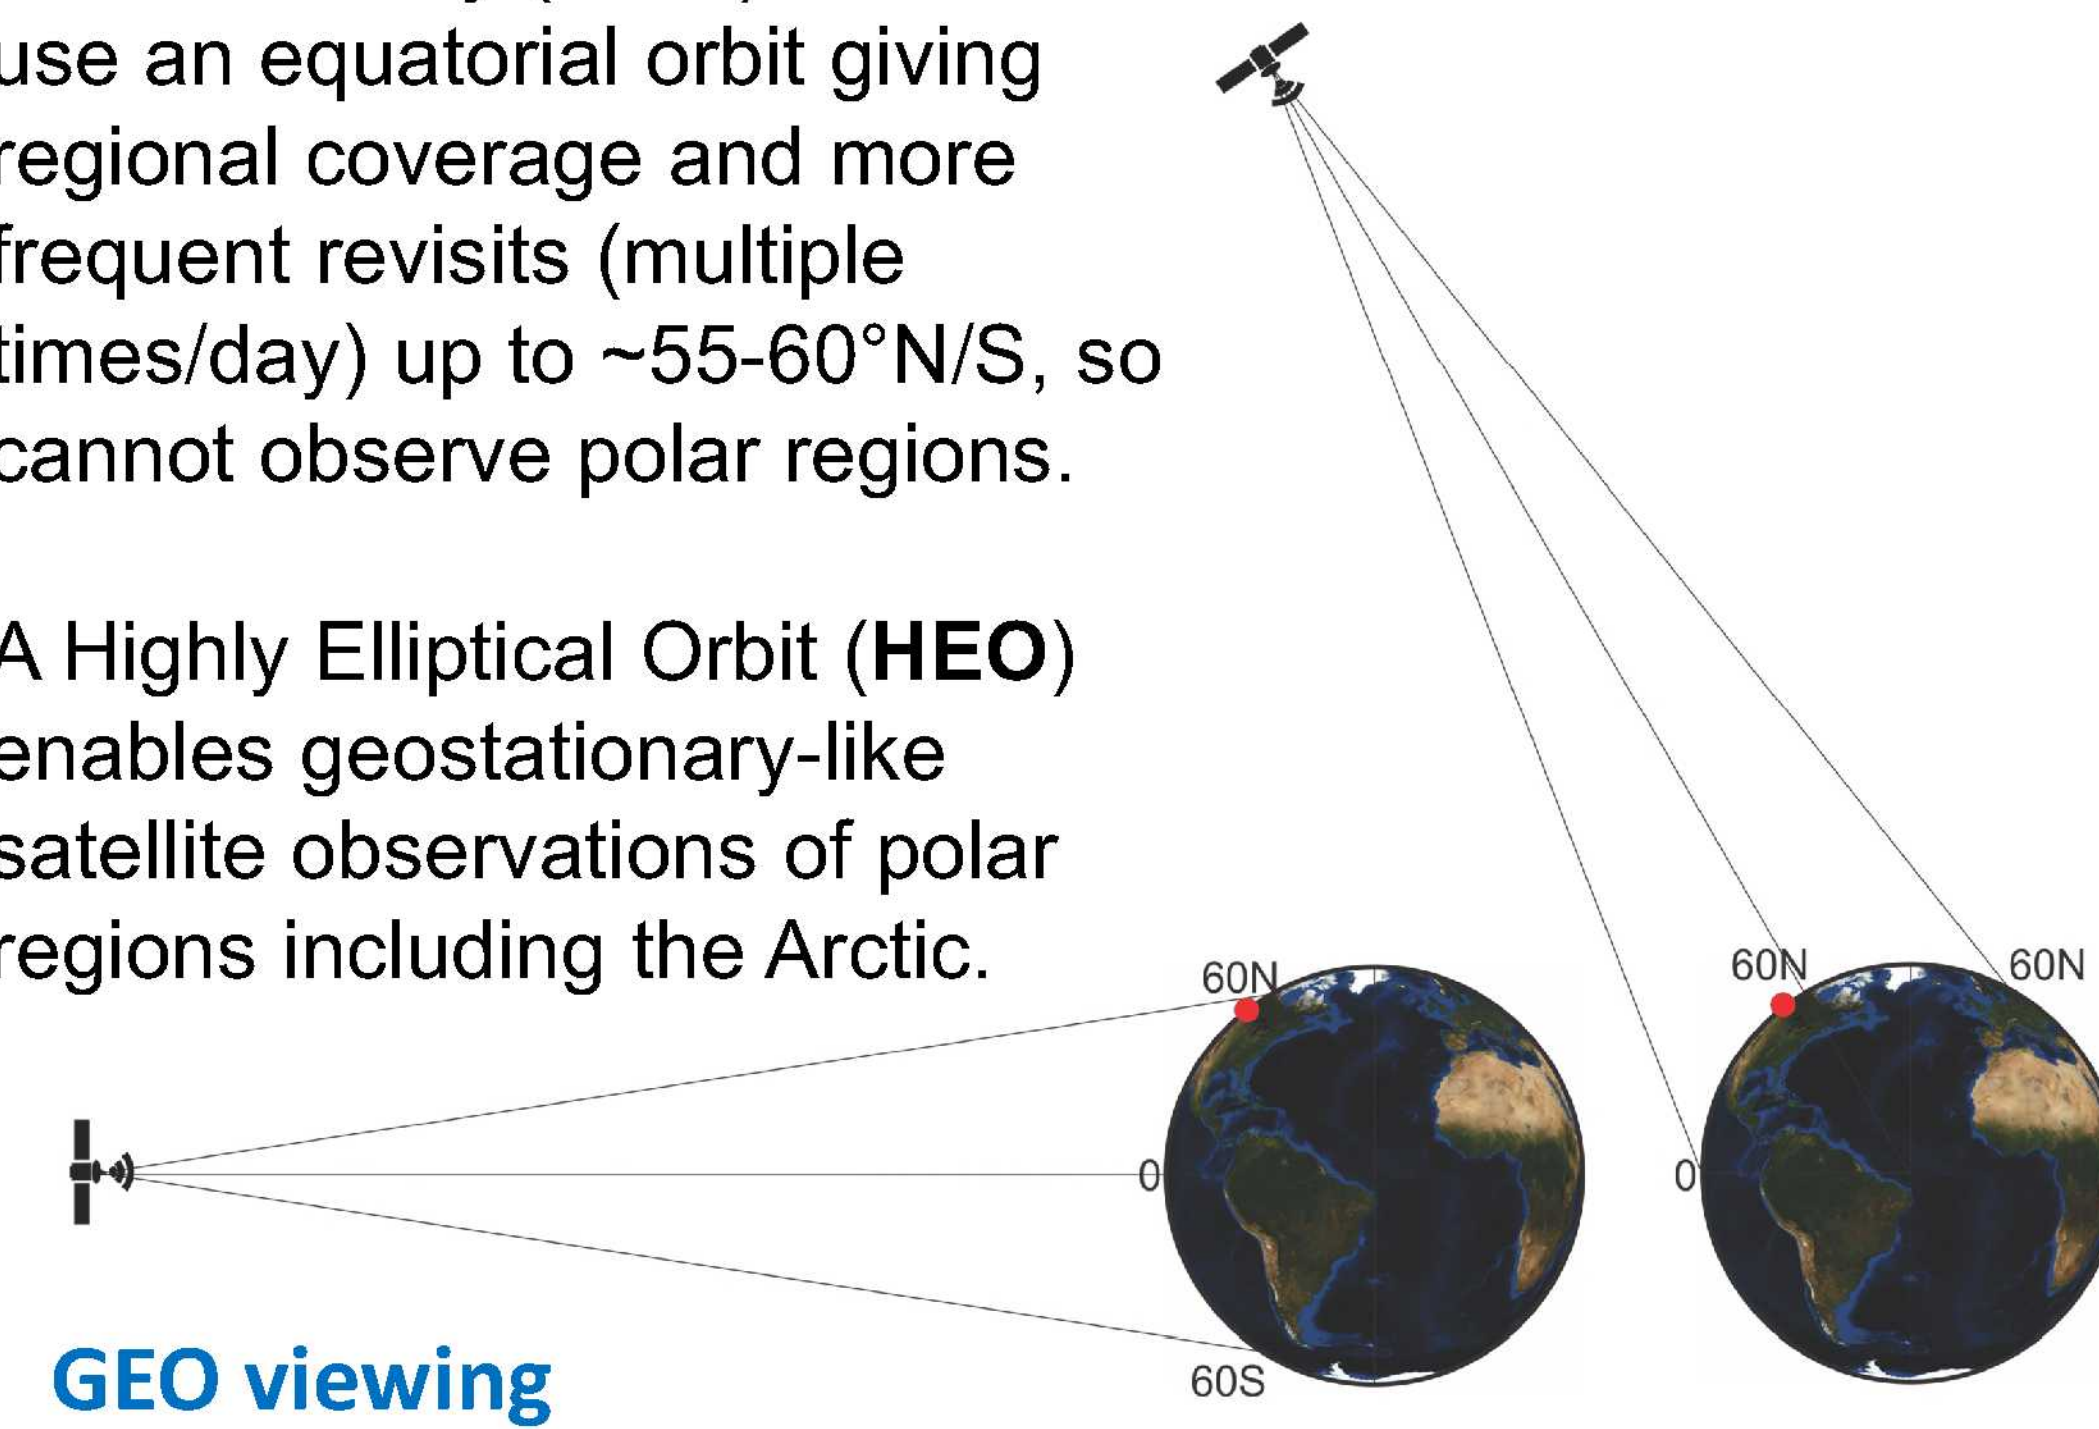 use an equatorial orbit giving
regional coverage and more
frequent revisits (multiple
times/day) up to ~55-60°N/S, so
cannot observe polar regions.
A Highly Elliptical Orbit (HEO)
enables geostationary-like
satellite observations of polar
regions including the Arctic.
60N
60N
60N
0
0
60S
GEO viewing